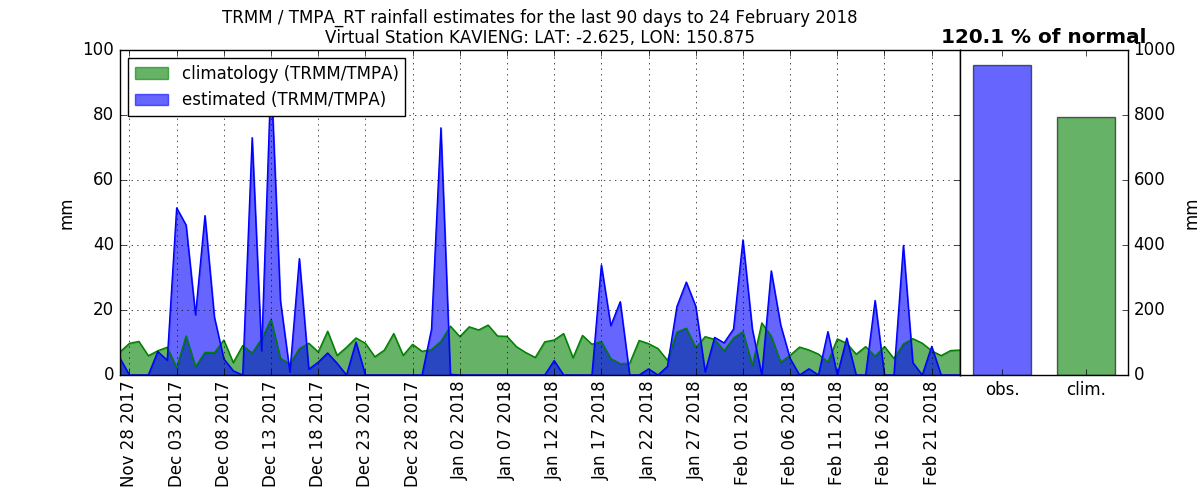 TRMM / TMPA_RT rainfall estimates for the last 90 days to 24 February 2018
Virtual Station KAVIENG: LAT: -2.625, LON: 150.875
120.1 % of normal
climatology (TRMM/TMPA)
estimated (TRMM/TMPA)
100
80
60
40
20
0
mm
Nov 28 2017
Dec 03 2017
Dec 08 2017
Dec 13 2017
Dec 18 2017
Dec 23 2017
Dec 28 2017
Jan 02 2018
Jan 07 2018
Jan 12 2018
Jan 17 2018
Jan 22 2018
Jan 27 2018
Feb 01 2018
Feb 06 2018
Feb 11 2018
Feb 16 2018
Feb 21 2018
obs.
clim.
1000
800
600
400
200
0
mm